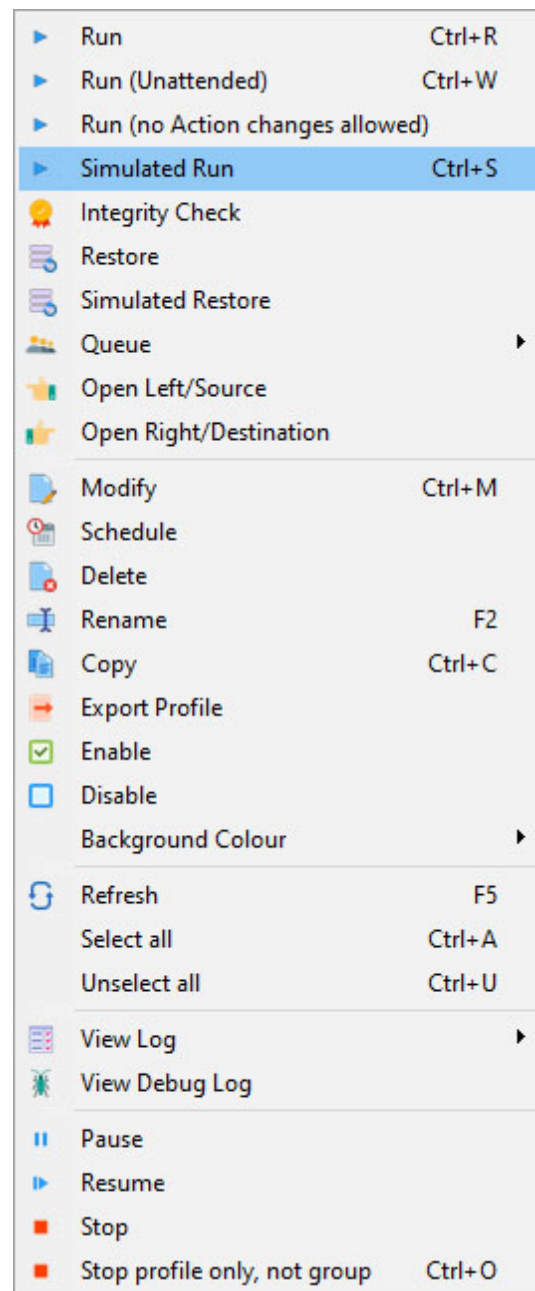 Run Ctrl+R
Run (Unattended) Ctrl+W
Run (no Action changes allowed)
Simulated Run Ctrl+S
Integrity Check
Restore
Simulated Restore
Queue
Open Left/Source
Open Right/Destination
Modify Ctrl+M
Schedule
Delete
Rename F2
Copy Ctrl+C
Export Profile
Enable
Disable
Background Colour
Refresh F5
Select all Ctrl+A
Unselect all Ctrl+U
View Log
View Debug Log
Pause
Resume
Stop
Stop profile only, not group Ctrl+O